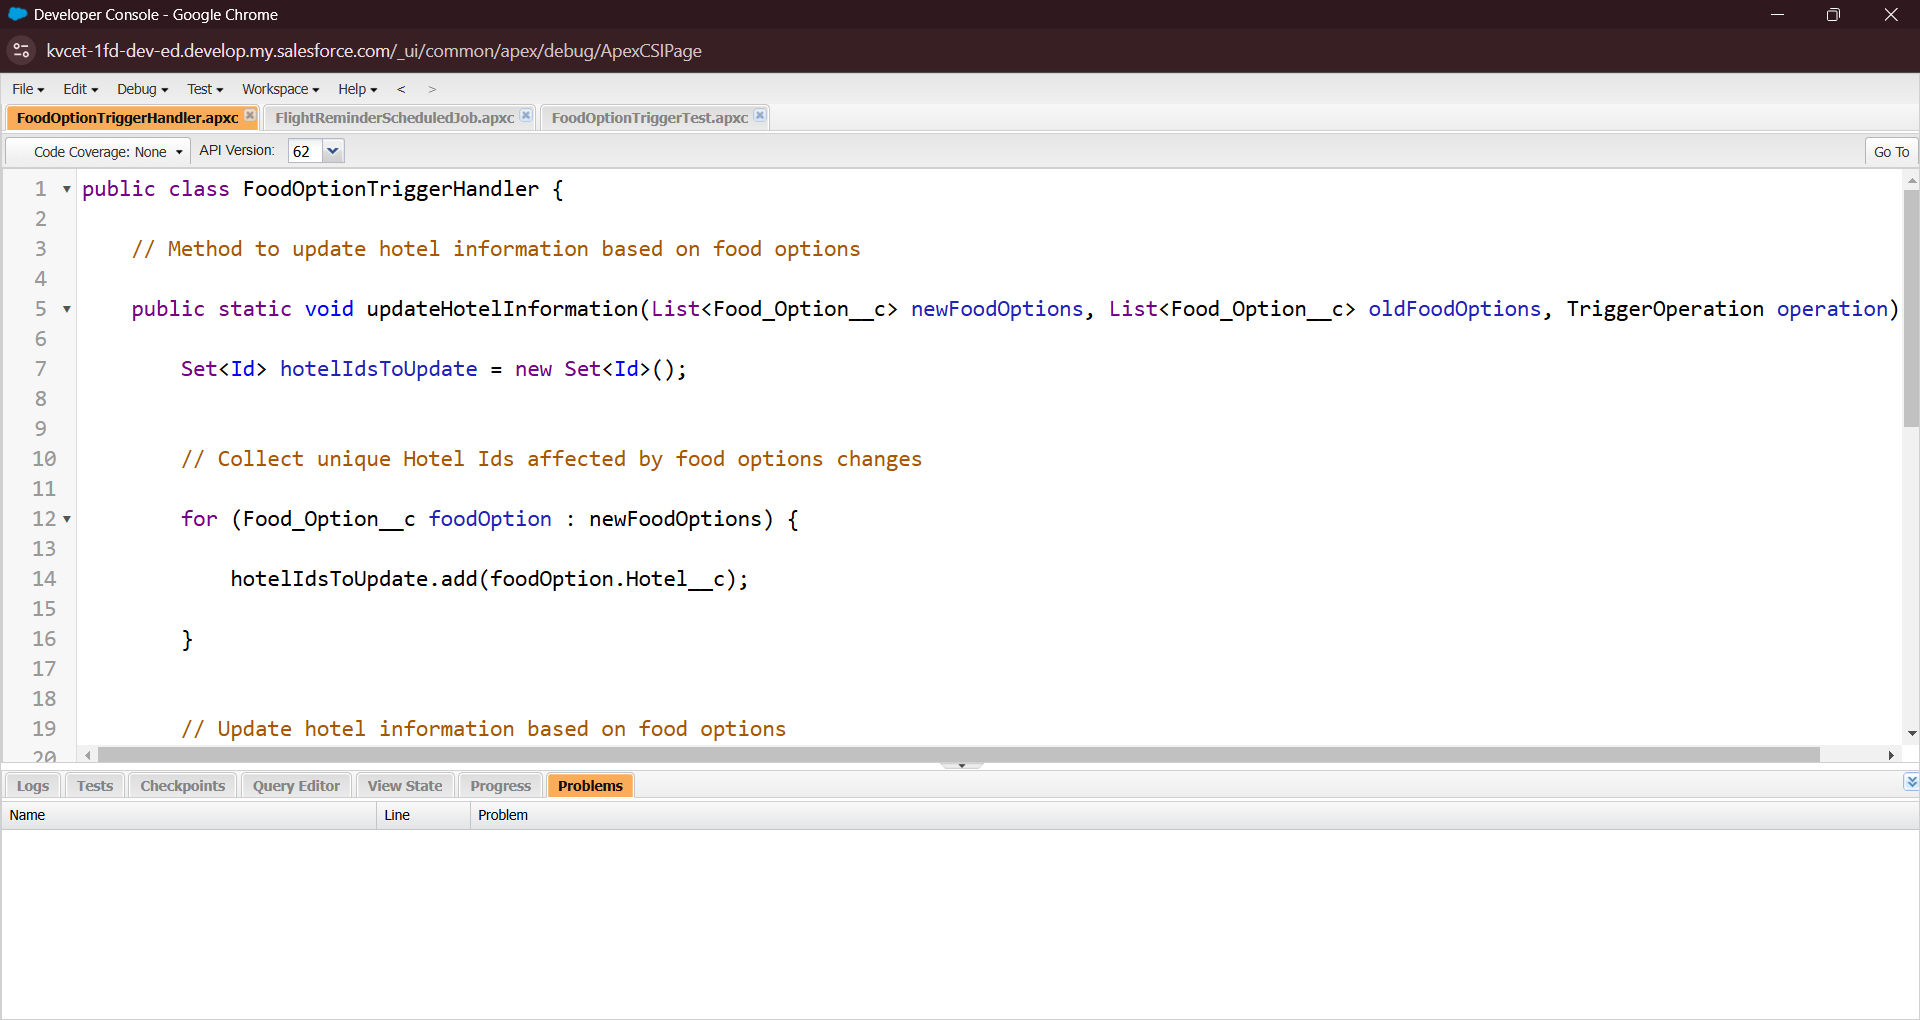 Developer Console - Google Chrome
kvcet-1fd-dev-ed.develop.my.salesforce.com/_ui/common/apex/debug/ApexCSIPage
File Edit Debug Test Workspace Help < >
FoodOptionTriggerHandler.apxc FlightReminderScheduledJob.apxc FoodOptionTriggerTest.apxc
Code Coverage: None API Version: 62 Go To
1 public class FoodOptionTriggerHandler {
2
3 // Method to update hotel information based on food options
4
5 public static void updateHotelInformation(List<Food_Option__c> newFoodOptions, List<Food_Option__c> oldFoodOptions, TriggerOperation operation)
6
7 Set<Id> hotelIdsToUpdate = new Set<Id>();
8
9
10 // Collect unique Hotel Ids affected by food options changes
11
12 for (Food_Option__c foodOption : newFoodOptions) {
13
14 hotelIdsToUpdate.add(foodOption.Hotel__c);
15
16 }
17
18
19 // Update hotel information based on food options
20
Logs Tests Checkpoints Query Editor View State Progress Problems
Name Line Problem